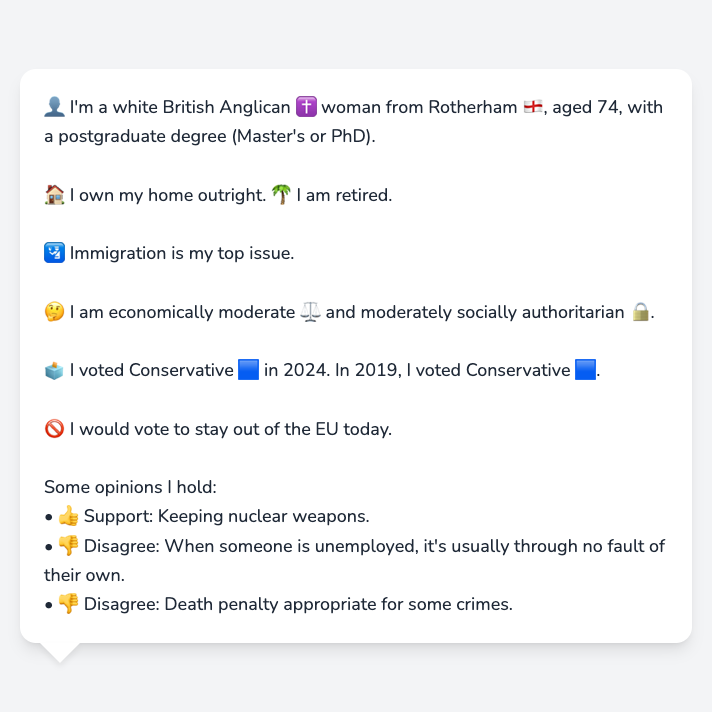 👤 I'm a white British Anglican ✝️ woman from Rotherham 🏴󠁧󠁢󠁥󠁮󠁧󠁿, aged 74, with
a postgraduate degree (Master's or PhD).
🏠 I own my home outright. 🌴 I am retired.
🛂 Immigration is my top issue.
🤔 I am economically moderate ⚖️ and moderately socially authoritarian 🔒.
🗳️ I voted Conservative 🟦 in 2024. In 2019, I voted Conservative 🟦.
🚫 I would vote to stay out of the EU today.
Some opinions I hold:
• 👍 Support: Keeping nuclear weapons.
• 👎 Disagree: When someone is unemployed, it's usually through no fault of
their own.
• 👎 Disagree: Death penalty appropriate for some crimes.